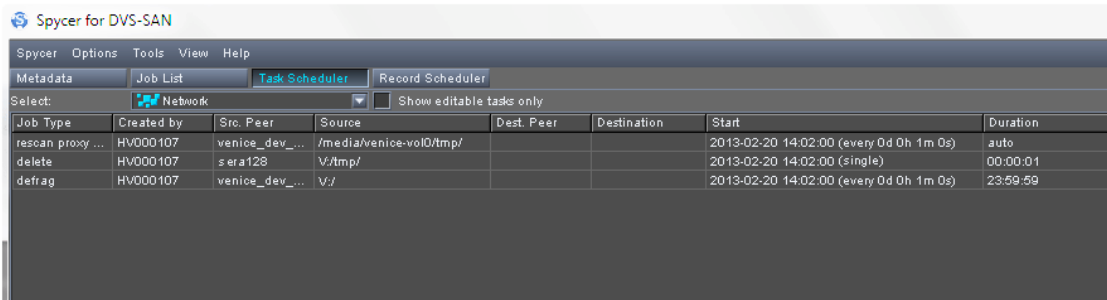 Spycer for DVS-SAN
Spycer Options Tools View Help
Metadata Job List Task Scheduler Record Scheduler
Select: Network Show editable tasks only
Job Type Created by Src. Peer Source Dest. Peer Destination Start Duration
rescan proxy ... HV000107 venice_dev_... /media/venice-vol0/tmp/ 2013-02-20 14:02:00 (every 0d 0h 1m 0s) auto
delete HV000107 sera128 V:/tmp/ 2013-02-20 14:02:00 (single) 00:00:01
defrag HV000107 venice_dev_... V:/ 2013-02-20 14:02:00 (every 0d 0h 1m 0s) 23:59:59